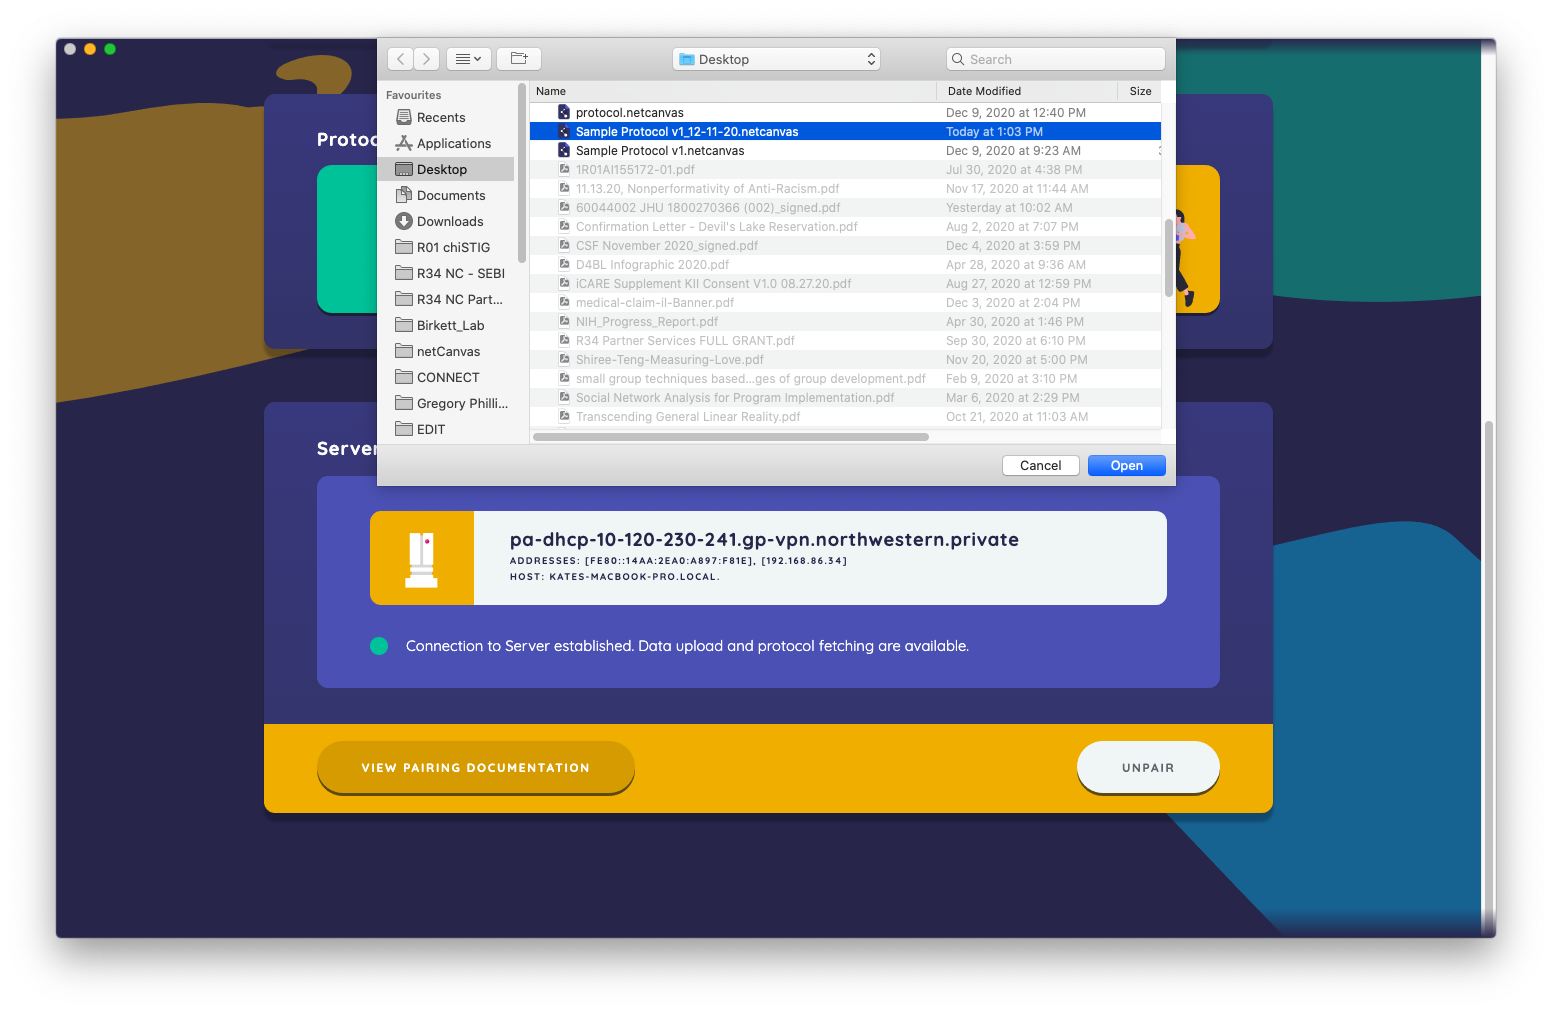 Desktop
Search
Favourites
Recents
Applications
Desktop
Documents
Downloads
R01 chiSTIG
R34 NC - SEBI
R34 NC Part...
Birkett_Lab
netCanvas
CONNECT
Gregory Philli...
EDIT
Name Date Modified Size
protocol.netcanvas Dec 9, 2020 at 12:40 PM
Sample Protocol v1_12-11-20.netcanvas Today at 1:03 PM
Sample Protocol v1.netcanvas Dec 9, 2020 at 9:23 AM
1R01AI155172-01.pdf Jul 30, 2020 at 4:38 PM
11.13.20, Nonperformativity of Anti-Racism.pdf Nov 17, 2020 at 11:44 AM
60044002 JHU 1800270366 (002)_signed.pdf Yesterday at 10:02 AM
Confirmation Letter - Devil's Lake Reservation.pdf Aug 2, 2020 at 7:07 PM
CSF November 2020_signed.pdf Dec 4, 2020 at 3:59 PM
D4BL Infographic 2020.pdf Apr 28, 2020 at 9:36 AM
iCARE Supplement KII Consent V1.0 08.27.20.pdf Aug 27, 2020 at 12:59 PM
medical-claim-il-Banner.pdf Dec 3, 2020 at 2:04 PM
NIH_Progress_Report.pdf Apr 30, 2020 at 1:46 PM
R34 Partner Services FULL GRANT.pdf Sep 30, 2020 at 6:10 PM
Shiree-Teng-Measuring-Love.pdf Nov 20, 2020 at 5:00 PM
small group techniques based...ges of group development.pdf Feb 9, 2020 at 3:10 PM
Social Network Analysis for Program Implementation.pdf Mar 6, 2020 at 2:29 PM
Transcending General Linear Reality.pdf Oct 21, 2020 at 11:03 AM
Cancel Open
Protoc
Server
pa-dhcp-10-120-230-241.gp-vpn.northwestern.private
ADDRESSES: [FE80::14AA:2EA0:A897:F81E], [192.168.86.34]
HOST: KATES-MACBOOK-PRO.LOCAL.
Connection to Server established. Data upload and protocol fetching are available.
VIEW PAIRING DOCUMENTATION
UNPAIR